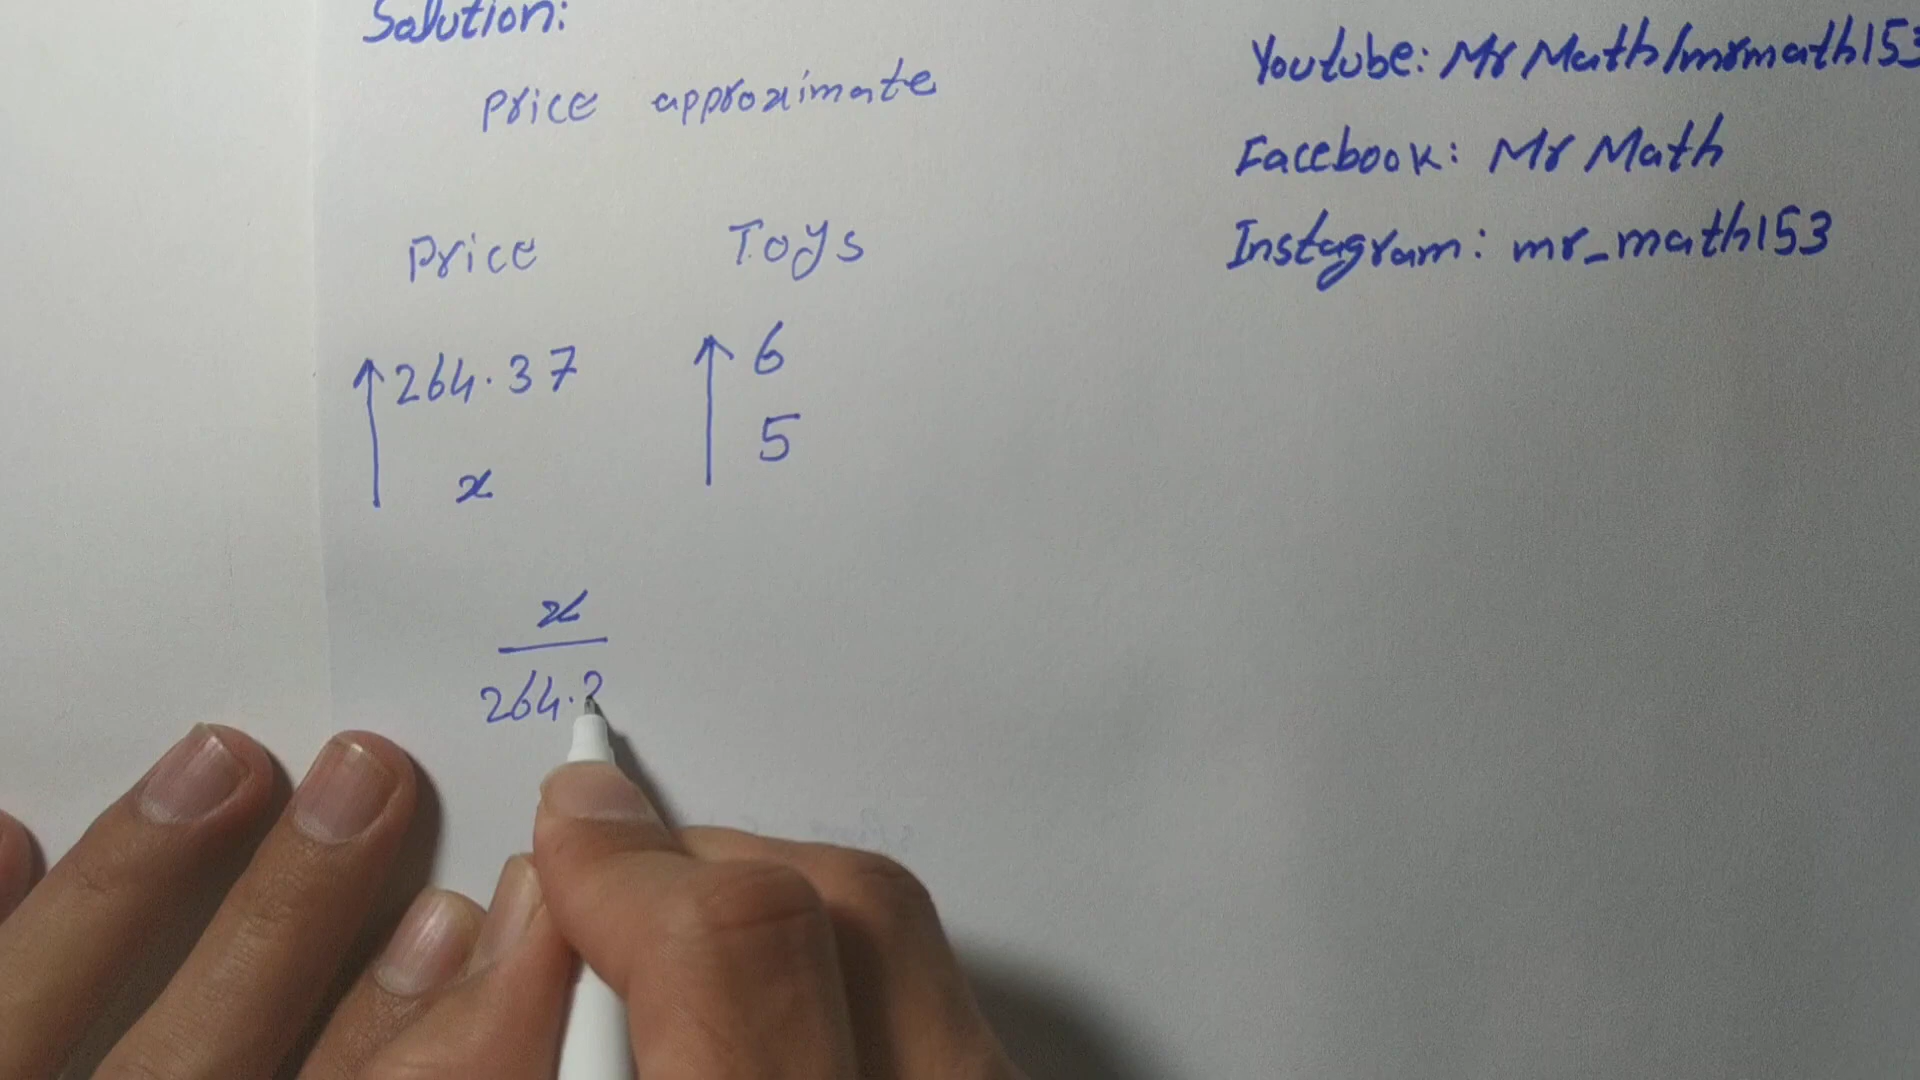 Solution:
Price approximate
Price Toys
264.37 6
x 5
x
264.3
Youtube: Mr Math/mrmath153
Facebook: Mr Math
Instagram: mr_math153